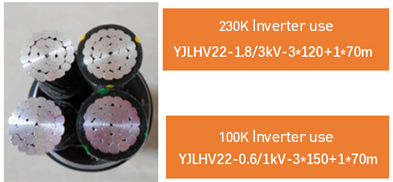 230K Inverter use
YJLHV22-1.8/3kV-3*120+1*70m
100K Inverter use
YJLHV22-0.6/1kV-3*150+1*70m